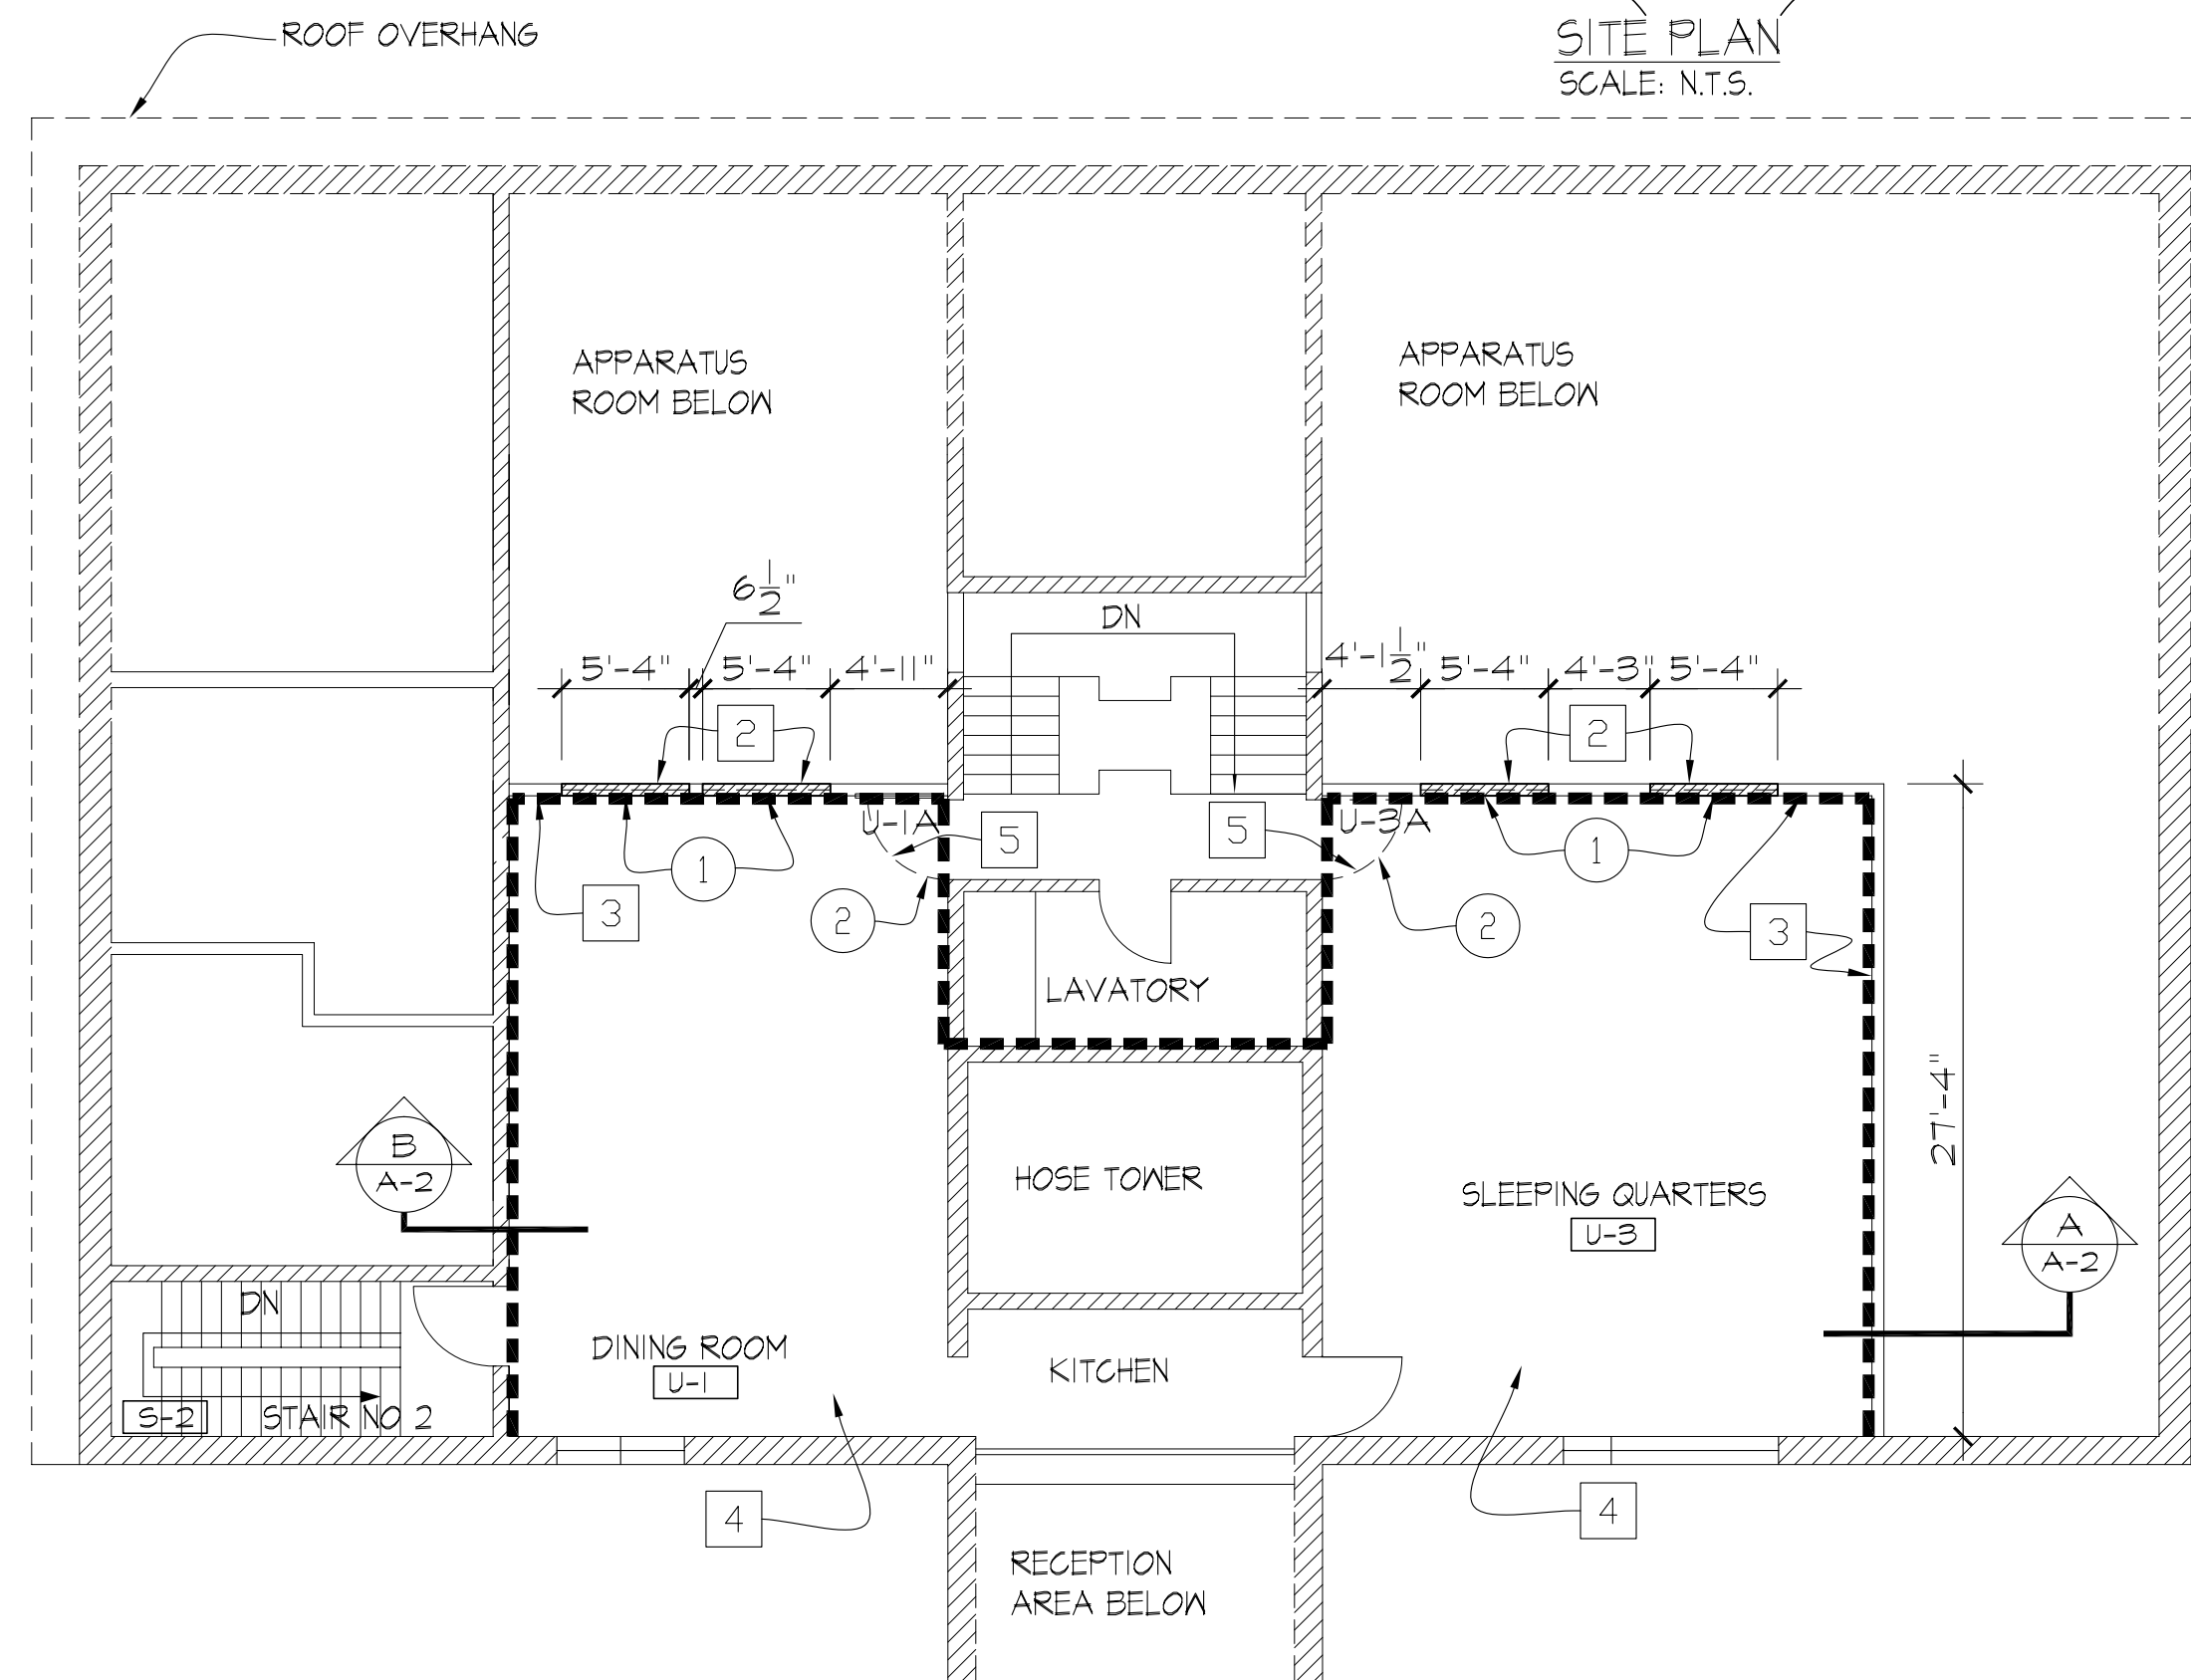 ROOF OVERHANG
SITE PLAN
SCALE: N.T.S.
APPARATUS
ROOM BELOW
APPARATUS
ROOM BELOW
6 1/2"
DN
5'-4"
5'-4"
4'-11"
4'-1 1/2"
5'-4"
4'-3"
5'-4"
2
2
U-1A
5
5
U-3A
1
1
3
2
2
3
LAVATORY
27'-4"
B
A-2
HOSE TOWER
SLEEPING QUARTERS
U-3
A
A-2
DN
DINING ROOM
U-1
KITCHEN
S-2
STAIR NO 2
4
4
RECEPTION
AREA BELOW